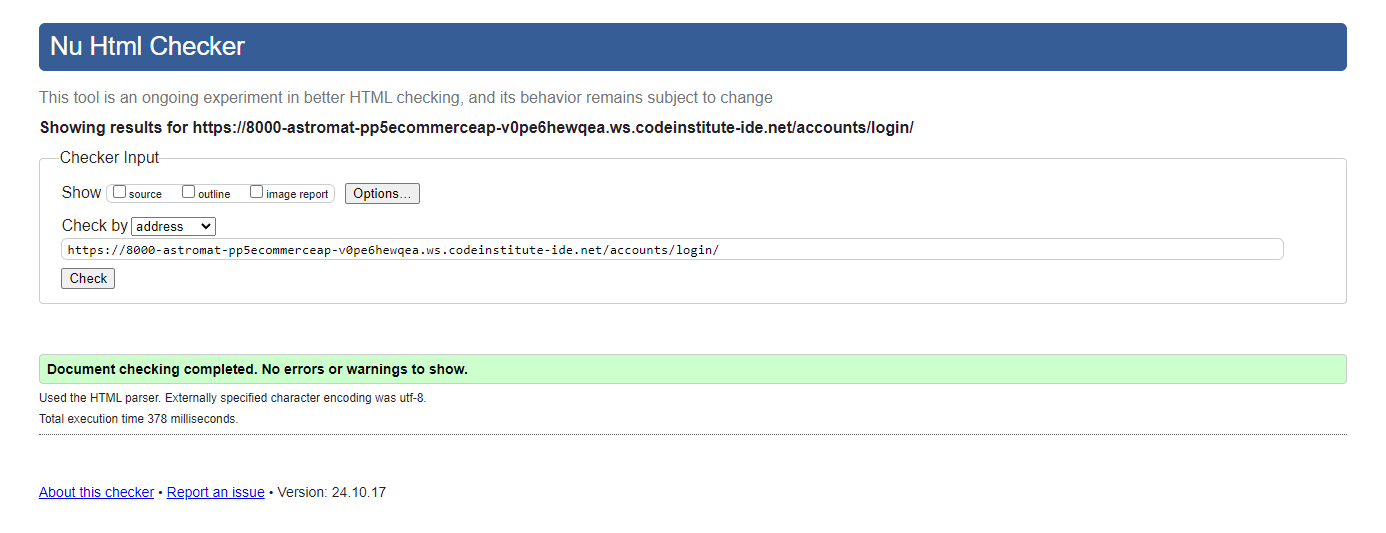 Nu Html Checker
This tool is an ongoing experiment in better HTML checking, and its behavior remains subject to change
Showing results for https://8000-astromat-pp5ecommerceap-v0pe6hewqea.ws.codeinstitute-ide.net/accounts/login/
Checker Input
Show source outline image report Options...
Check by address
https://8000-astromat-pp5ecommerceap-v0pe6hewqea.ws.codeinstitute-ide.net/accounts/login/
Check
Document checking completed. No errors or warnings to show.
Used the HTML parser. Externally specified character encoding was utf-8.
Total execution time 378 milliseconds.
About this checker • Report an issue • Version: 24.10.17